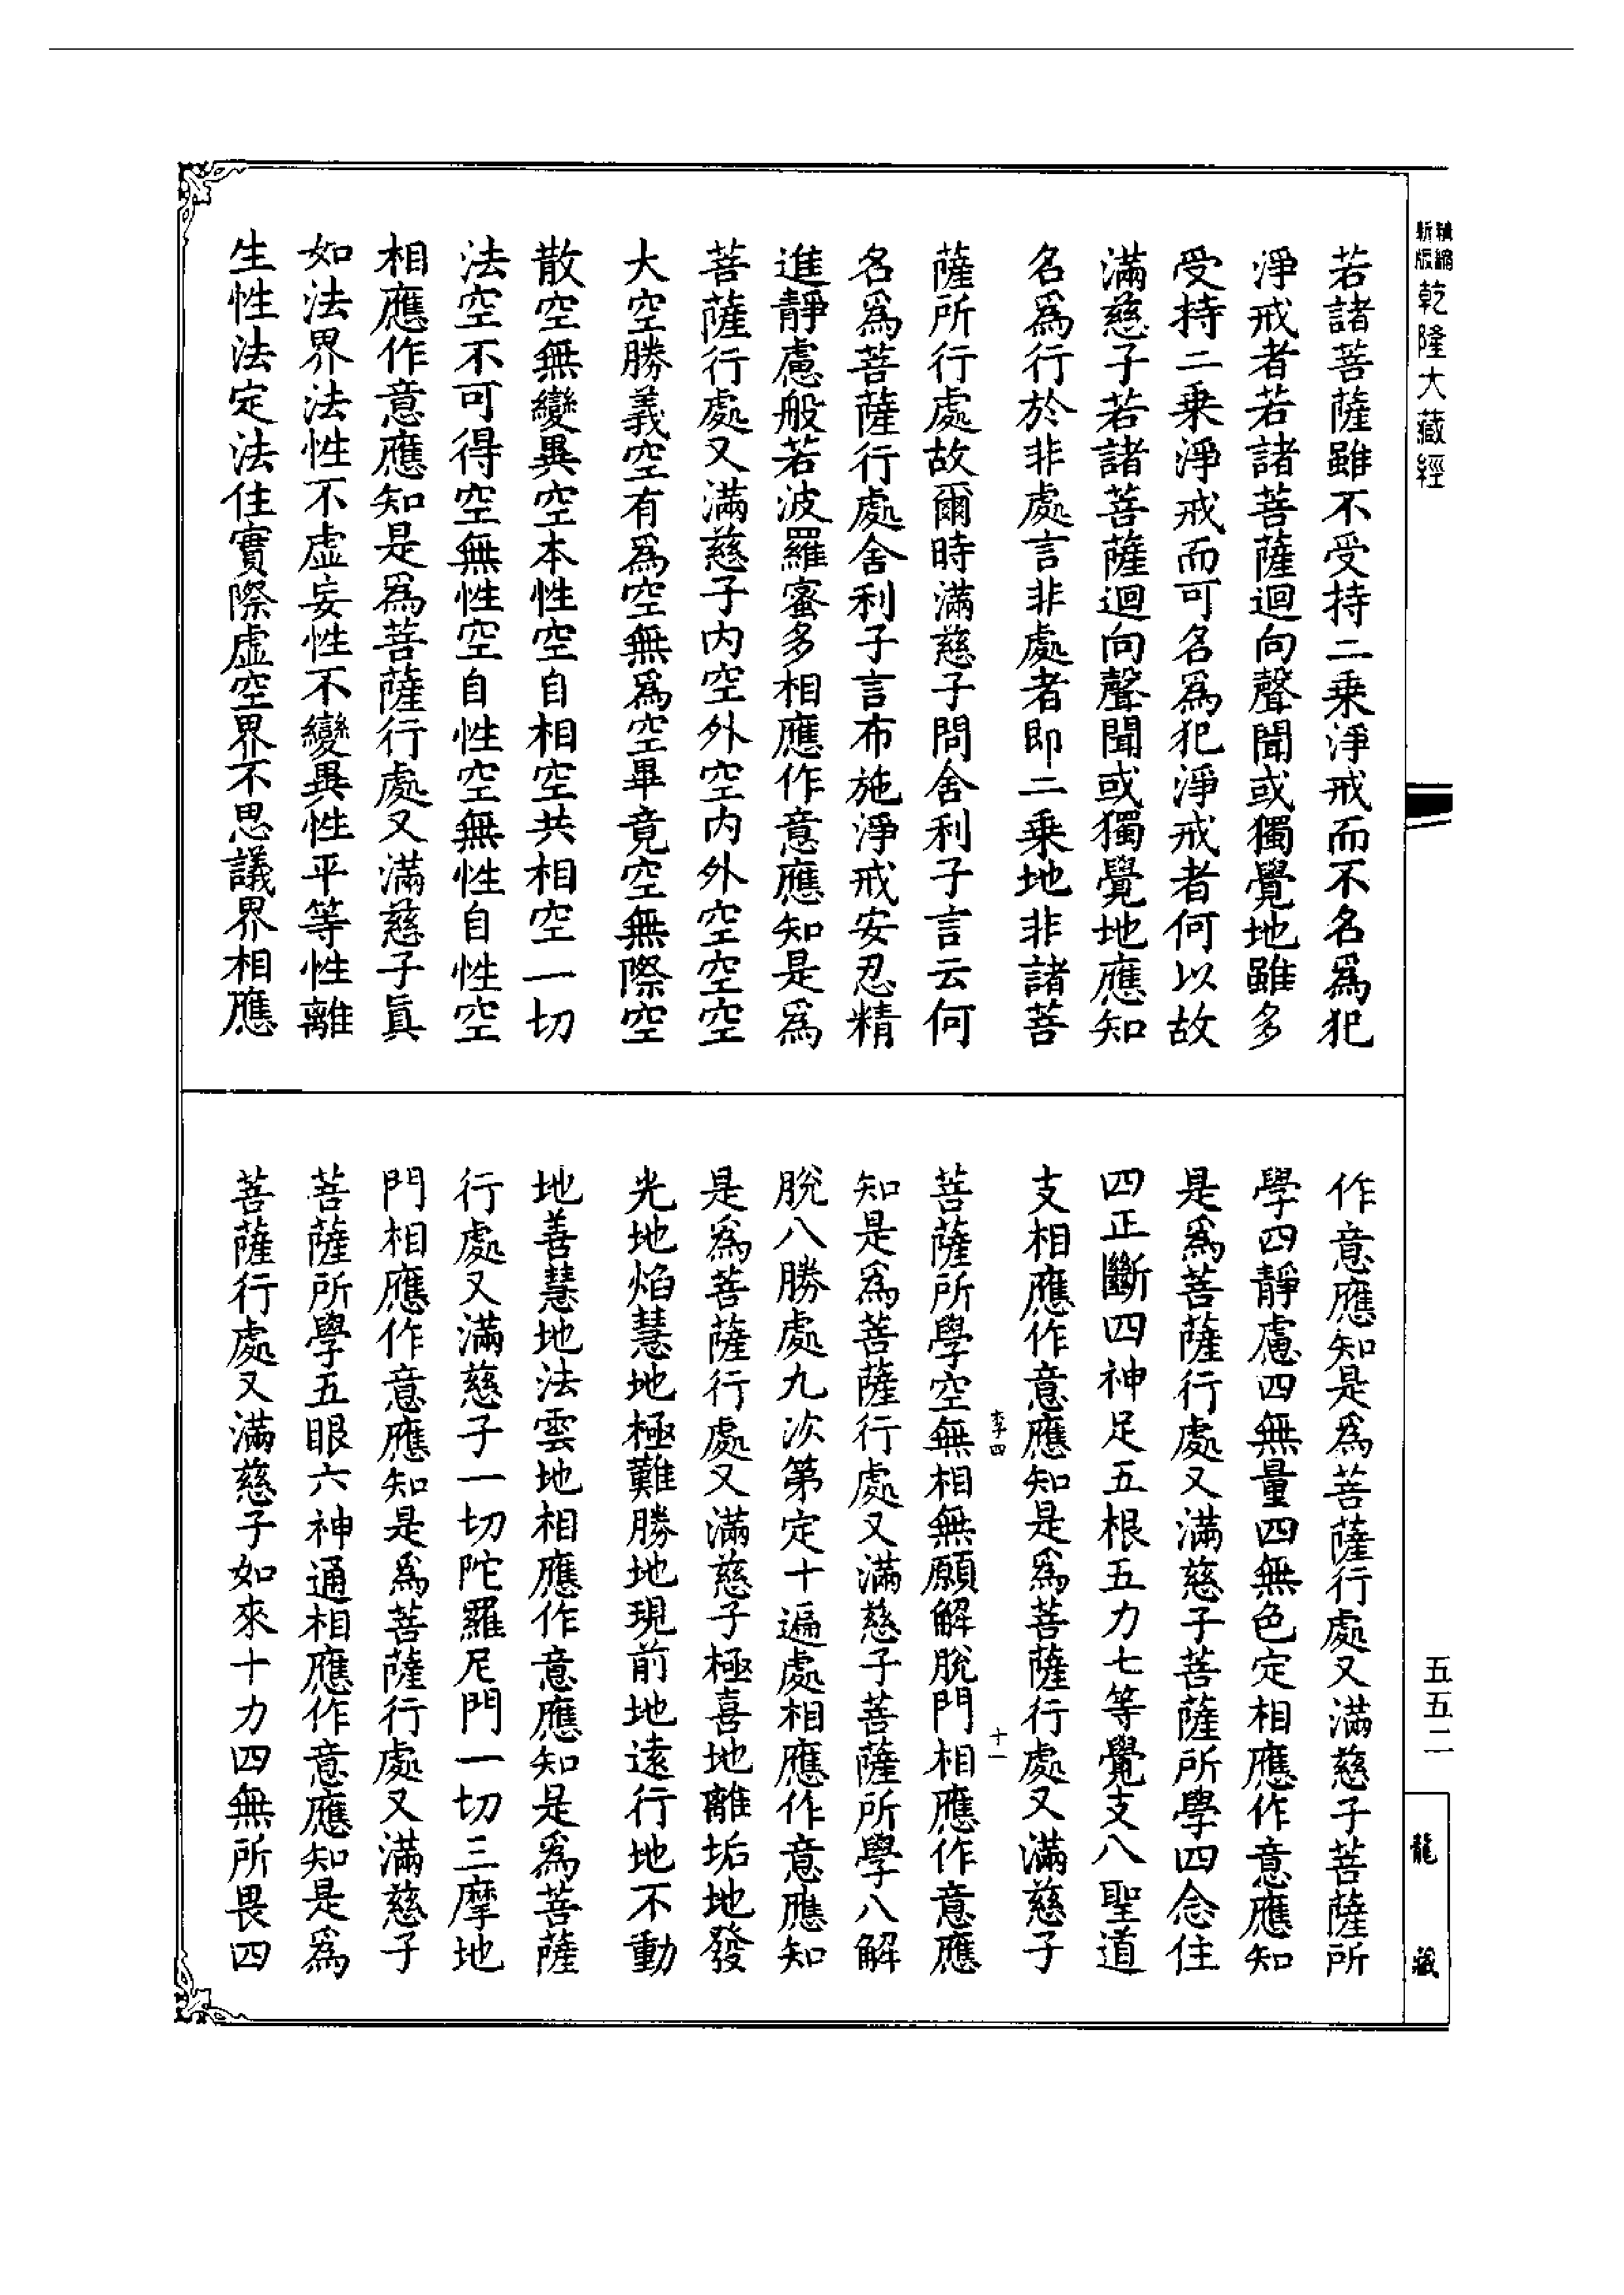 精縮新版乾隆大藏經
若諸菩薩雖不受持二乘淨戒而不名爲犯
淨戒者若諸菩薩迴向聲聞或獨覺地雖多
受持二乘淨戒而可名爲犯淨戒者何以故
滿慈子若諸菩薩迴向聲聞或獨覺地應知
名爲行於非處言非處者即二乘地非諸菩
薩所行處故爾時滿慈子問舍利子言云何
名爲菩薩行處舍利子言布施淨戒安忍精
進靜慮般若波羅蜜多相應作意應知是爲
菩薩行處又滿慈子内空外空内外空空空
大空勝義空有爲空無爲空畢竟空無際空
散空無變異空本性空自相空共相空一切
法空不可得空無性空自性空無性自性空
相應作意應知是爲菩薩行處又滿慈子眞
如法界法性不虛妄性不變異性平等性離
生性法定法住實際虛空界不思議界相應
作意應知是爲菩薩行處又滿慈子菩薩所
學四靜慮四無量四無色定相應作意應知
是爲菩薩行處又滿慈子菩薩所學四念住
四正斷四神足五根五力七等覺支八聖道
支相應作意應知是爲菩薩行處又滿慈子
李四 十一
菩薩所學空無相無願解脫門相應作意應
知是爲菩薩行處又滿慈子菩薩所學八解
脫八勝處九次第定十遍處相應作意應知
是爲菩薩行處又滿慈子極喜地離垢地發
光地焰慧地極難勝地現前地遠行地不動
地善慧地法雲地相應作意應知是爲菩薩
行處又滿慈子一切陀羅尼門一切三摩地
門相應作意應知是爲菩薩行處又滿慈子
菩薩所學五眼六神通相應作意應知是爲
菩薩行處又滿慈子如來十力四無所畏四
五五二
龍藏